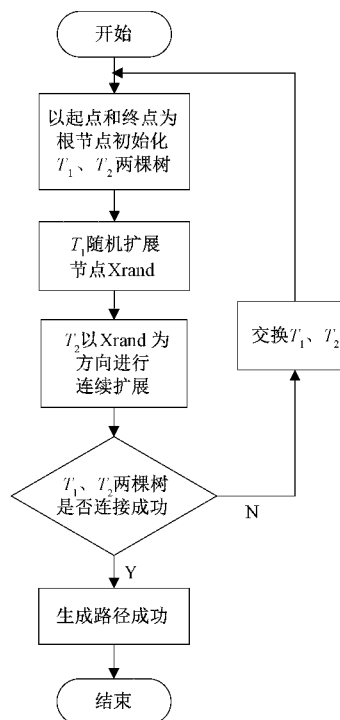 开始
以起点和终点为
根节点初始化
T₁、T₂两棵树
T₁随机扩展
节点Xrand
T₂以Xrand为
方向进行
连续扩展
交换T₁、T₂
T₁、T₂两棵树
是否连接成功
N
Y
生成路径成功
结束